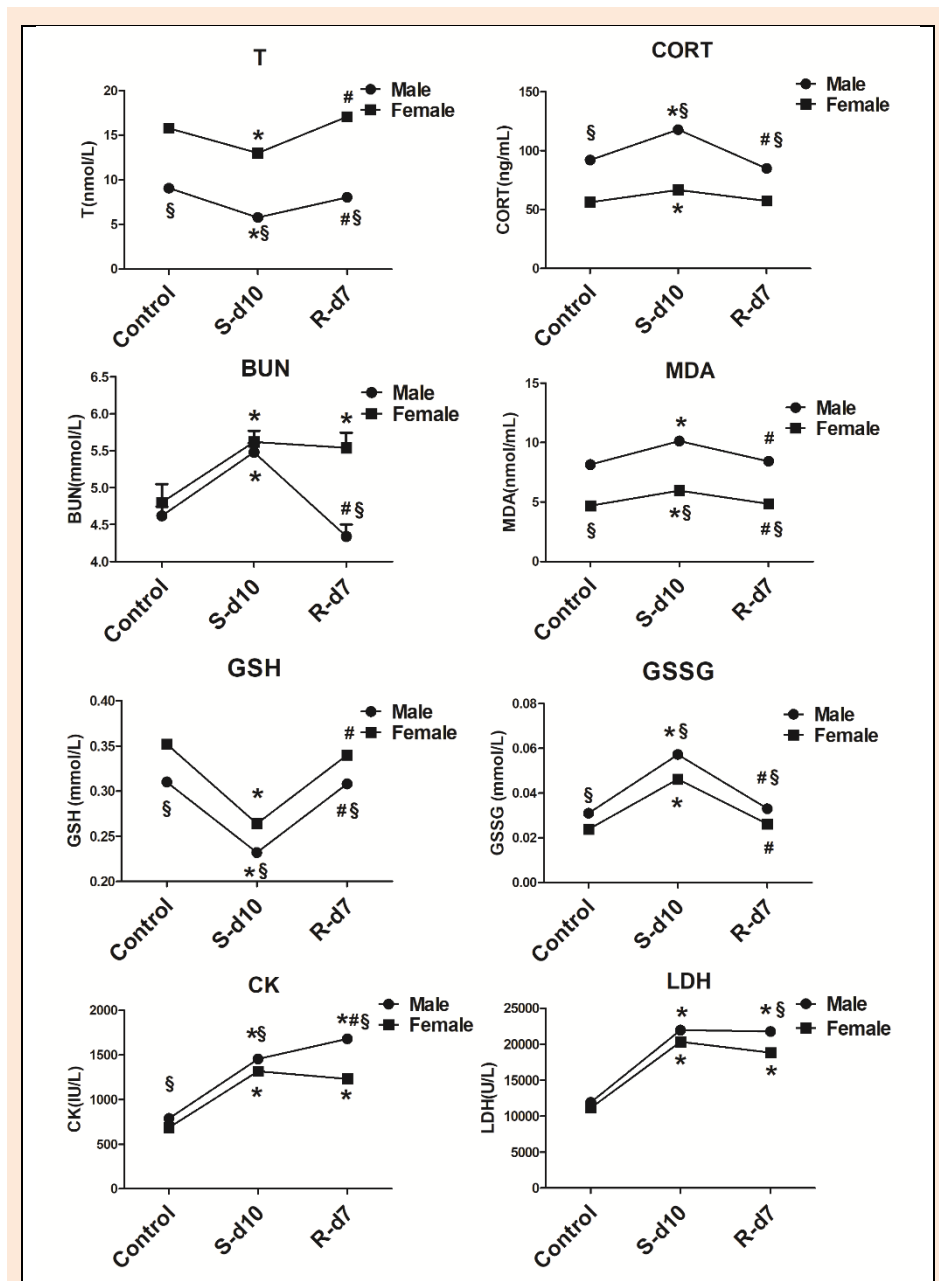 T
Male
Female
T(nmol/L)
20
15
10
5
0
§
*
*§
#
#§
Control
S-d10
R-d7
CORT
Male
Female
CORT(ng/mL)
150
100
50
0
§
*§
*
#§
Control
S-d10
R-d7
BUN
Male
Female
BUN(mmol/L)
6.5
6.0
5.5
5.0
4.5
4.0
*
*
*
#§
Control
S-d10
R-d7
MDA
Male
Female
MDA(nmol/mL)
15
10
5
0
§
*
*§
#
#§
Control
S-d10
R-d7
GSH
Male
Female
GSH (mmol/L)
0.40
0.35
0.30
0.25
0.20
§
*
*§
#
#§
Control
S-d10
R-d7
GSSG
Male
Female
GSSG (mmol/L)
0.08
0.06
0.04
0.02
0.00
§
*§
*
#§
#
Control
S-d10
R-d7
CK
Male
Female
CK(IU/L)
2000
1500
1000
500
0
§
*§
*
*#§
*
Control
S-d10
R-d7
LDH
Male
Female
LDH(U/L)
25000
20000
15000
10000
5000
0
*
*
*§
*
Control
S-d10
R-d7